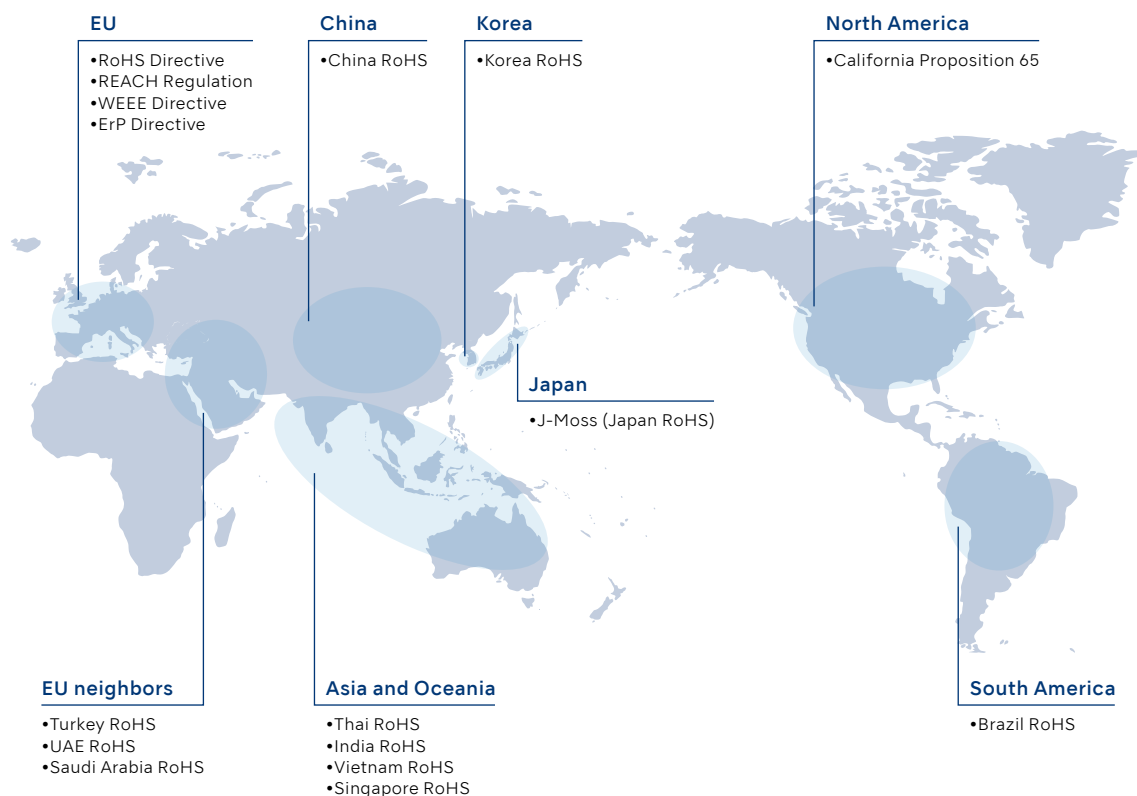 EU
•RoHS Directive
•REACH Regulation
•WEEE Directive
•ErP Directive
China
•China RoHS
Korea
•Korea RoHS
North America
•California Proposition 65
Japan
•J-Moss (Japan RoHS)
EU neighbors
•Turkey RoHS
•UAE RoHS
•Saudi Arabia RoHS
Asia and Oceania
•Thai RoHS
•India RoHS
•Vietnam RoHS
•Singapore RoHS
South America
•Brazil RoHS